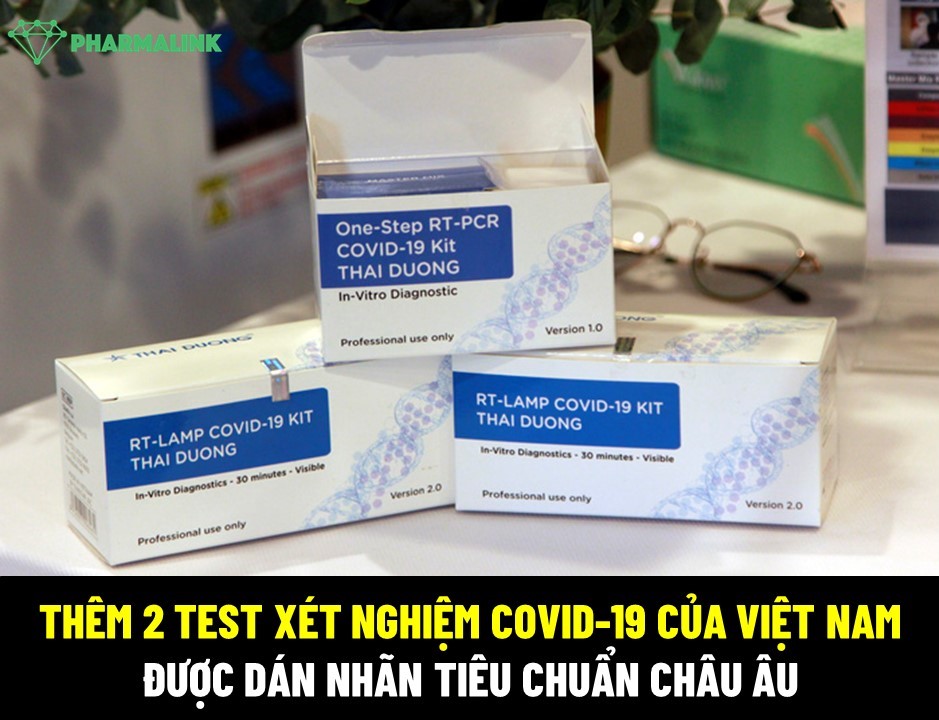 PHARMALINK
MASTER MIX
One-Step RT-PCR
COVID-19 Kit
THAI DUONG
In-Vitro Diagnostic
Professional use only
Version 1.0
THAI DUONG
RT-LAMP COVID-19 KIT
THAI DUONG
In-Vitro Diagnostics - 30 minutes - Visible
Professional use only
Version 2.0
RT-LAMP COVID-19 KIT
THAI DUONG
In-Vitro Diagnostics - 30 minutes - Visible
Professional use only
Version 2.0
THÊM 2 TEST XÉT NGHIỆM COVID-19 CỦA VIỆT NAM
ĐƯỢC DÁN NHÃN TIÊU CHUẨN CHÂU ÂU